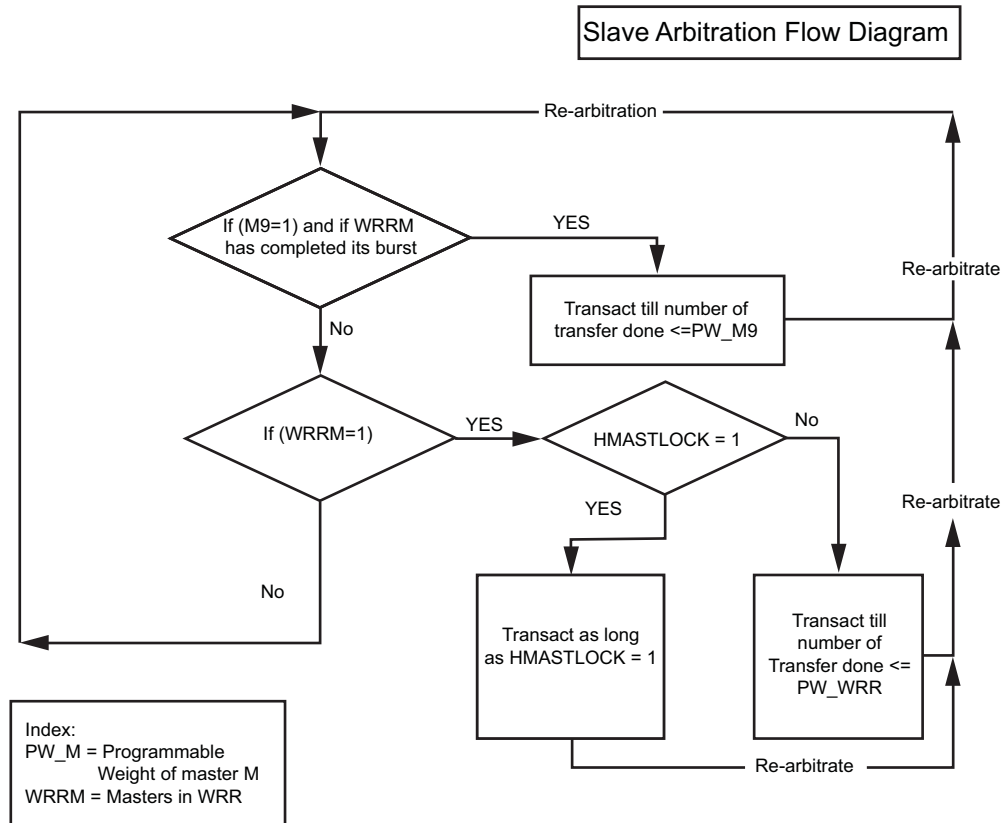 Slave Arbitration Flow Diagram
Re-arbitration
If (M9=1) and if WRRM
has completed its burst
YES
Re-arbitrate
Transact till number of
transfer done <=PW_M9
No
If (WRRM=1)
YES
HMASTLOCK = 1
No
Re-arbitrate
YES
No
Transact as long
as HMASTLOCK = 1
Transact till
number of
Transfer done <=
PW_WRR
Re-arbitrate
Index:
PW_M = Programmable
Weight of master M
WRRM = Masters in WRR